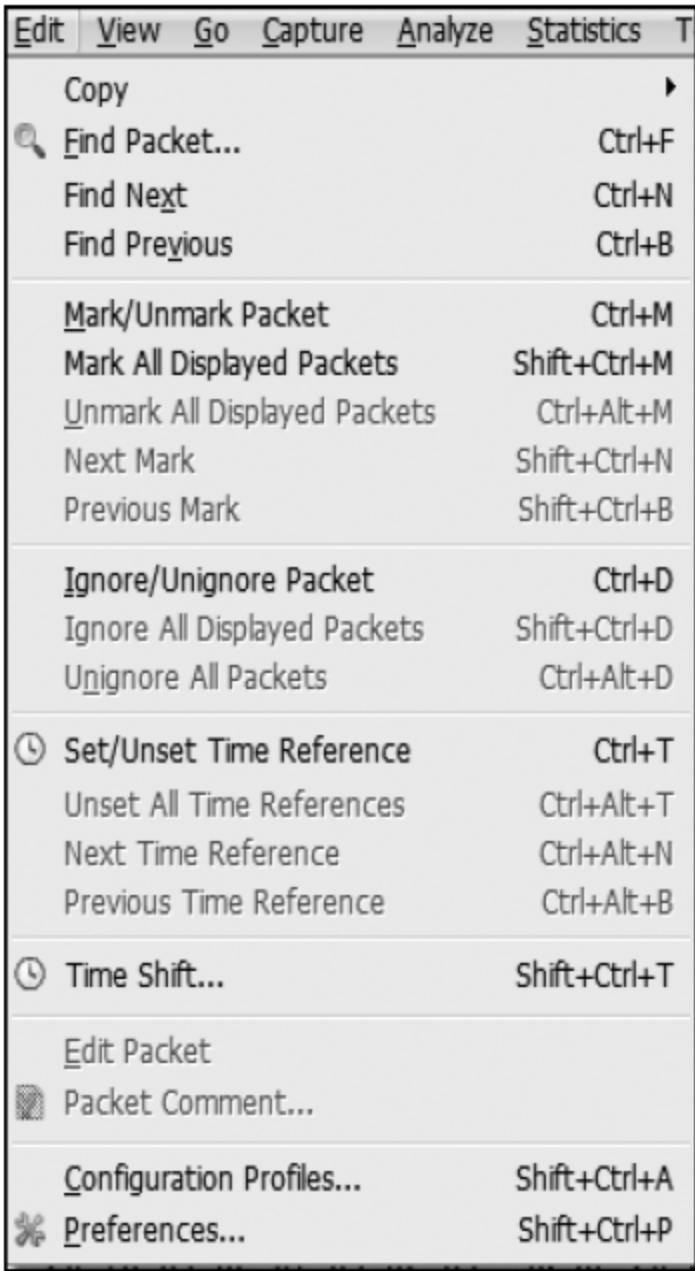 Edit View Go Capture Analyze Statistics T
Copy
Find Packet... Ctrl+F
Find Next Ctrl+N
Find Previous Ctrl+B
Mark/Unmark Packet Ctrl+M
Mark All Displayed Packets Shift+Ctrl+M
Unmark All Displayed Packets Ctrl+Alt+M
Next Mark Shift+Ctrl+N
Previous Mark Shift+Ctrl+B
Ignore/Unignore Packet Ctrl+D
Ignore All Displayed Packets Shift+Ctrl+D
Unignore All Packets Ctrl+Alt+D
Set/Unset Time Reference Ctrl+T
Unset All Time References Ctrl+Alt+T
Next Time Reference Ctrl+Alt+N
Previous Time Reference Ctrl+Alt+B
Time Shift... Shift+Ctrl+T
Edit Packet
Packet Comment...
Configuration Profiles... Shift+Ctrl+A
Preferences... Shift+Ctrl+P